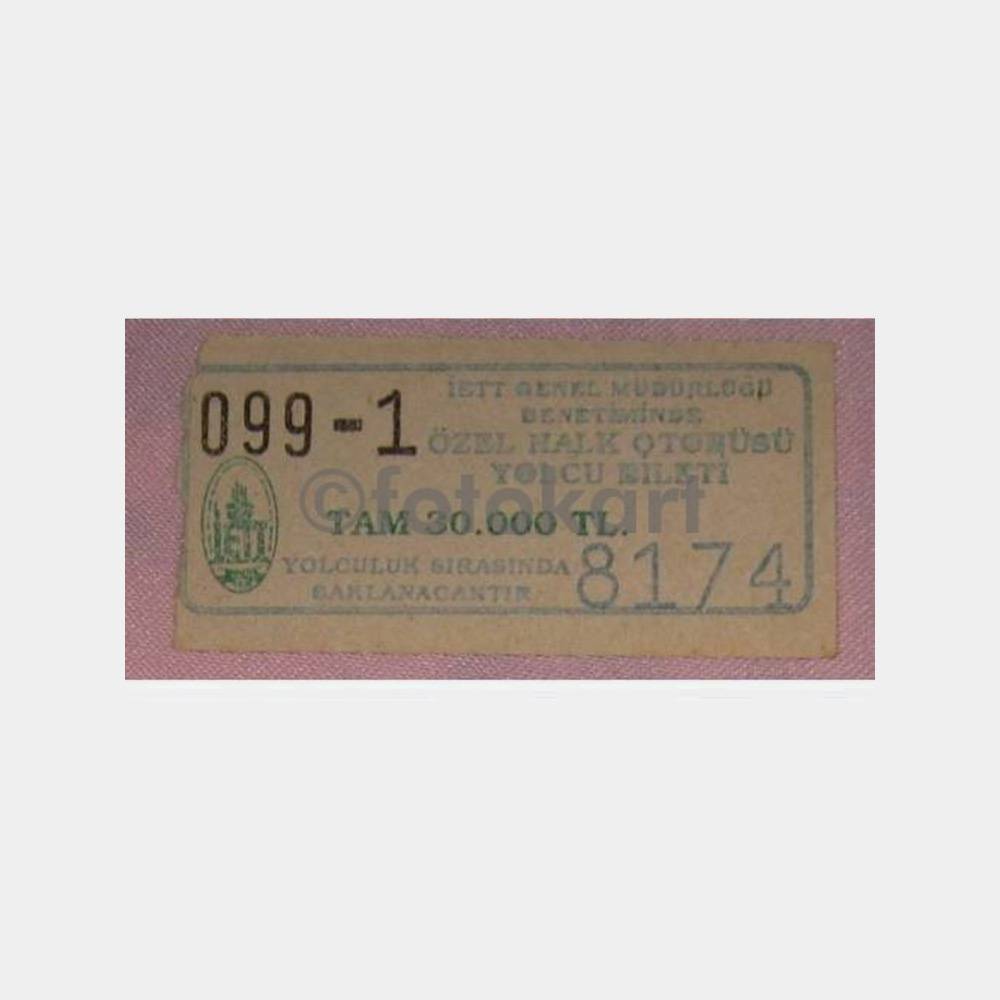 099-1
İETT GENEL MÜDÜRLÜĞÜ
DENETİMİNDE
ÖZEL HALK OTOBÜSÜ
YOLCU BİLETİ
©fotokart
TAM 30.000 TL.
İETT
YOLCULUK SIRASINDA
SAKLANACAKTIR
8174